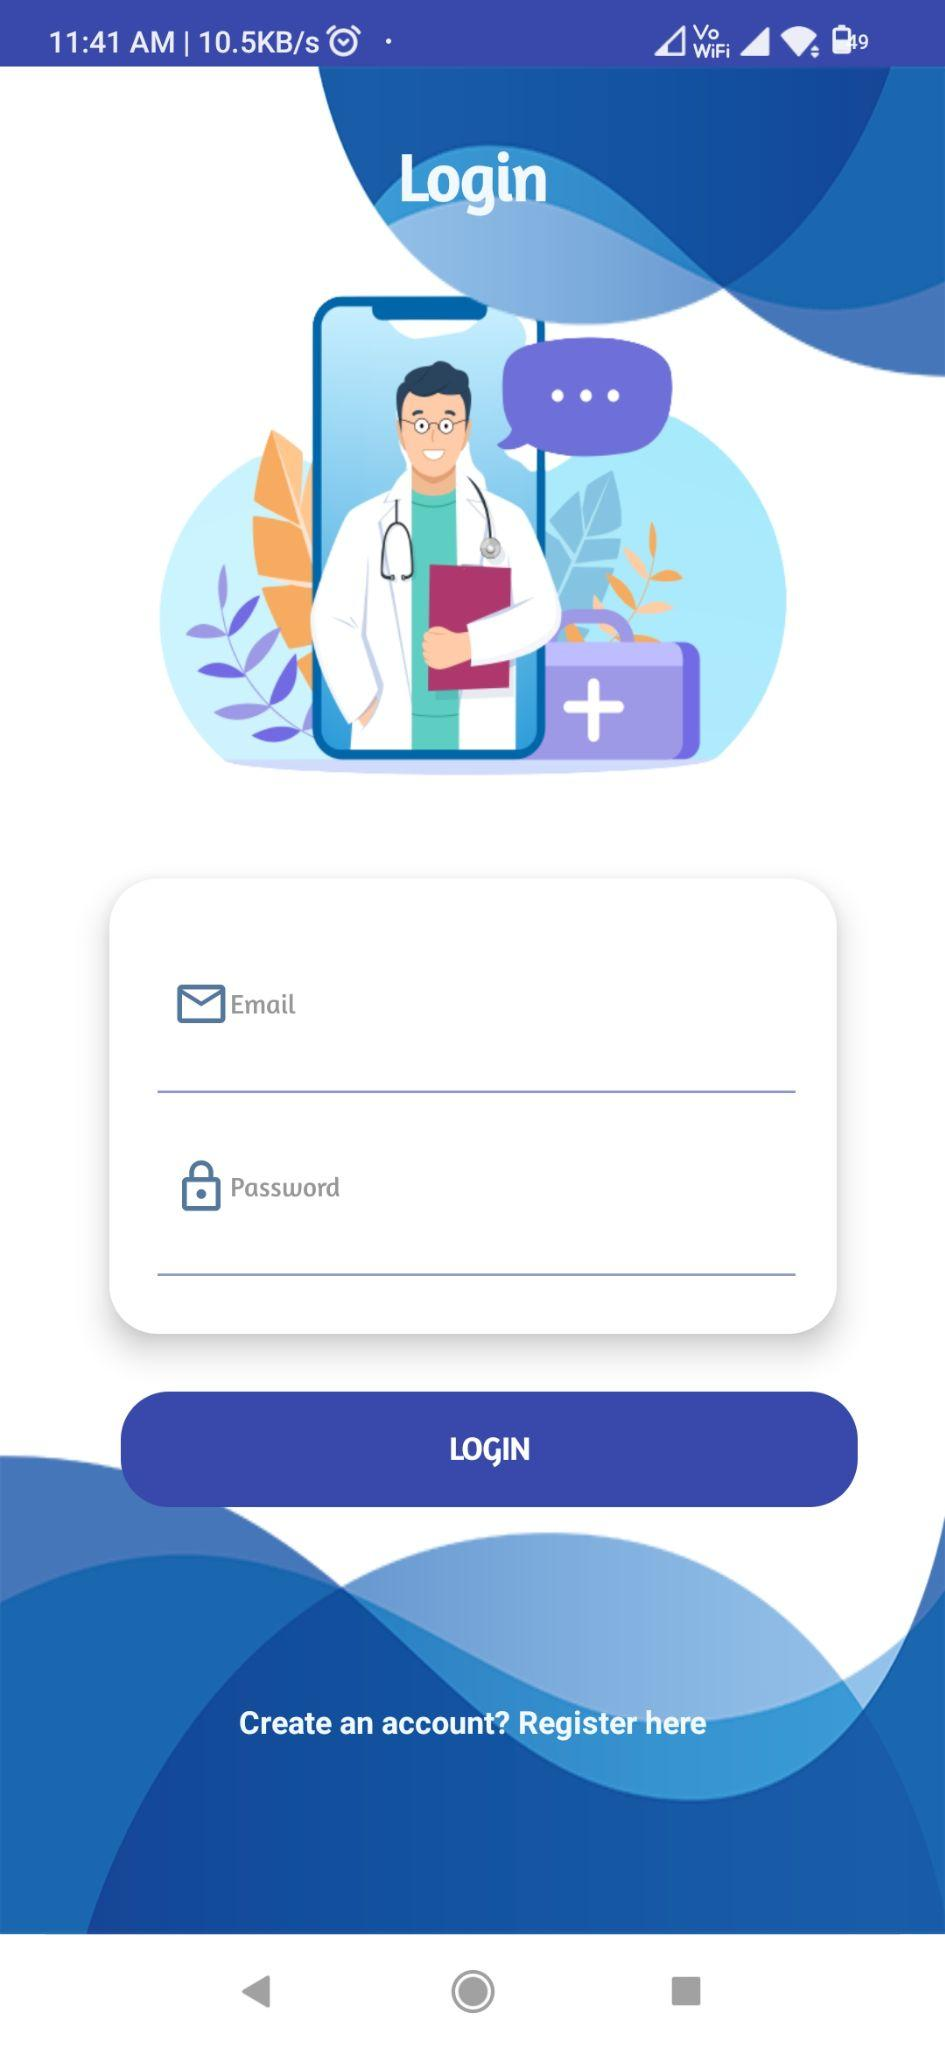 11:41 AM | 10.5KB/s
Vo
WiFi
49
Login
Email
Password
LOGIN
Create an account? Register here